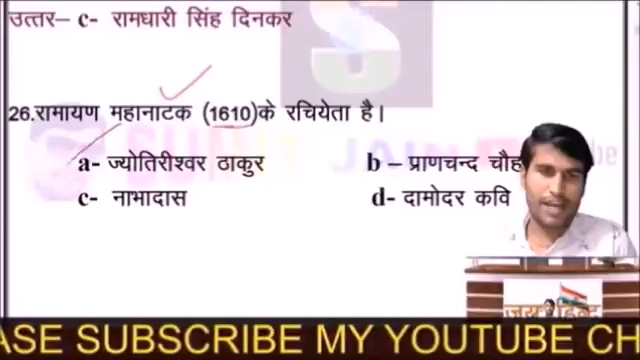 उत्तर– c- रामधारी सिंह दिनकर
26.रामायण महानाटक (1610)के रचियेता है।
a- ज्योतिरीश्वर ठाकुर
b – प्राणचन्द चौह
c- नाभादास
d- दामोदर कवि
ASE SUBSCRIBE MY YOUTUBE CH